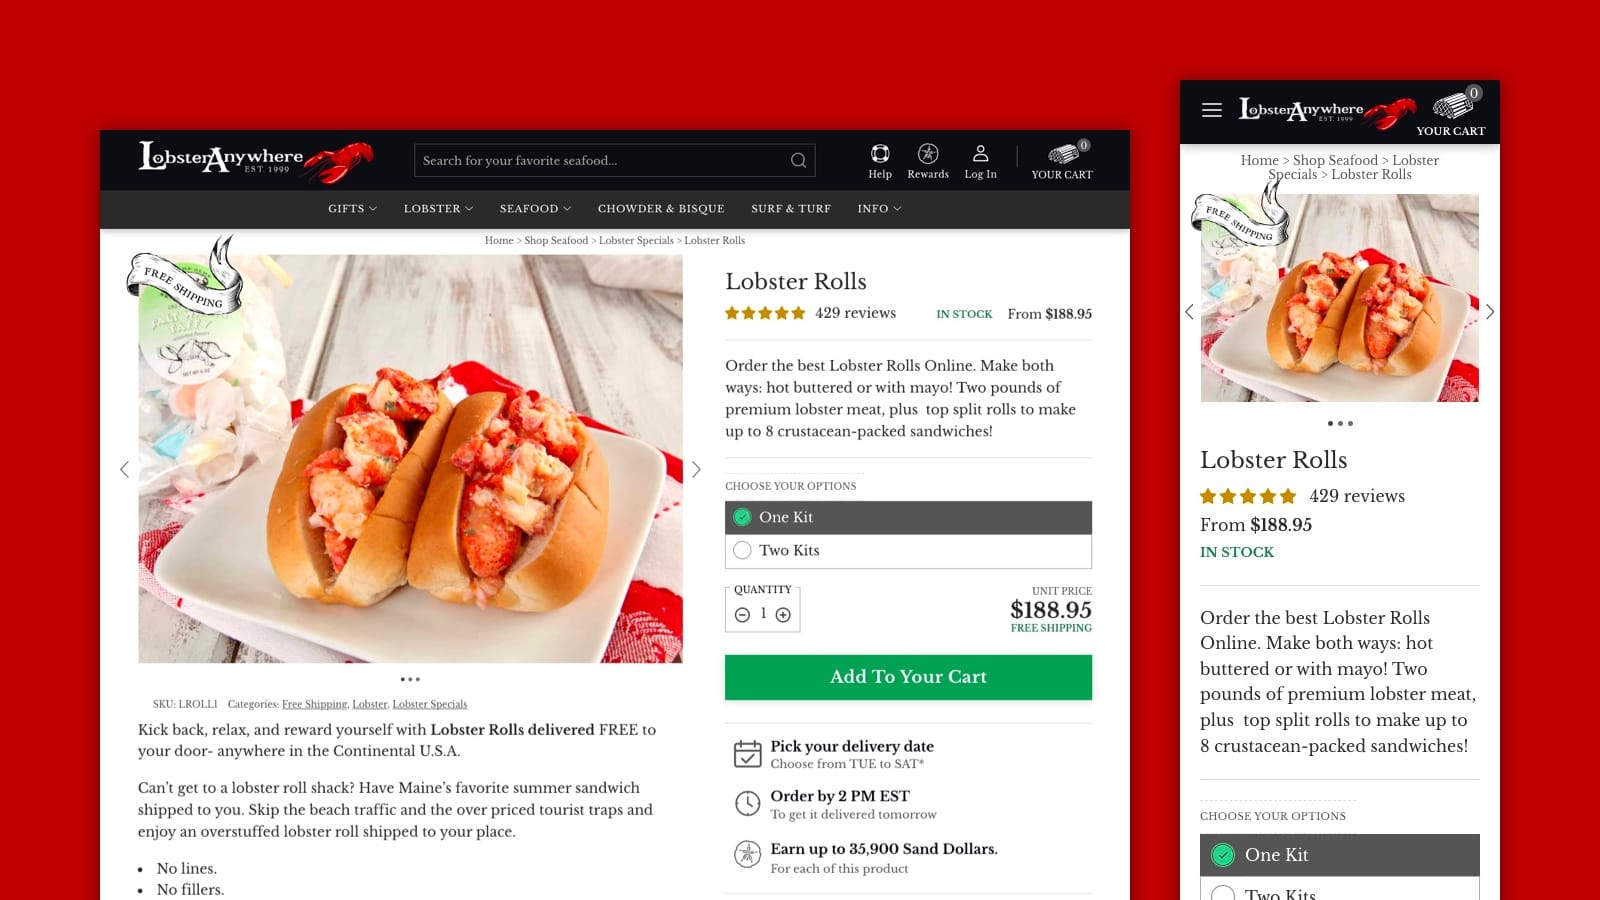 LobsterAnywhere
EST. 1999
Search for your favorite seafood...
Help
Rewards
Log In
0
YOUR CART
GIFTS
LOBSTER
SEAFOOD
CHOWDER & BISQUE
SURF & TURF
INFO
Home > Shop Seafood > Lobster Specials > Lobster Rolls
FREE SHIPPING
Salt Water
Taffy
NET WT 6 OZ
SKU: LROLL1 Categories: Free Shipping, Lobster, Lobster Specials
Kick back, relax, and reward yourself with Lobster Rolls delivered FREE to
your door- anywhere in the Continental U.S.A.
Can't get to a lobster roll shack? Have Maine's favorite summer sandwich
shipped to you. Skip the beach traffic and the over priced tourist traps and
enjoy an overstuffed lobster roll shipped to your place.
• No lines.
• No fillers.
Lobster Rolls
429 reviews
IN STOCK
From $188.95
Order the best Lobster Rolls Online. Make both
ways: hot buttered or with mayo! Two pounds of
premium lobster meat, plus  top split rolls to make
up to 8 crustacean-packed sandwiches!
CHOOSE YOUR OPTIONS
One Kit
Two Kits
QUANTITY
1
UNIT PRICE
$188.95
FREE SHIPPING
Add To Your Cart
Pick your delivery date
Choose from TUE to SAT*
Order by 2 PM EST
To get it delivered tomorrow
Earn up to 35,900 Sand Dollars.
For each of this product
LobsterAnywhere
EST. 1999
0
YOUR CART
Home > Shop Seafood > Lobster
Specials > Lobster Rolls
FREE SHIPPING
Lobster Rolls
429 reviews
From $188.95
IN STOCK
Order the best Lobster Rolls
Online. Make both ways: hot
buttered or with mayo! Two
pounds of premium lobster meat,
plus  top split rolls to make up to
8 crustacean-packed sandwiches!
CHOOSE YOUR OPTIONS
One Kit
Two Kits